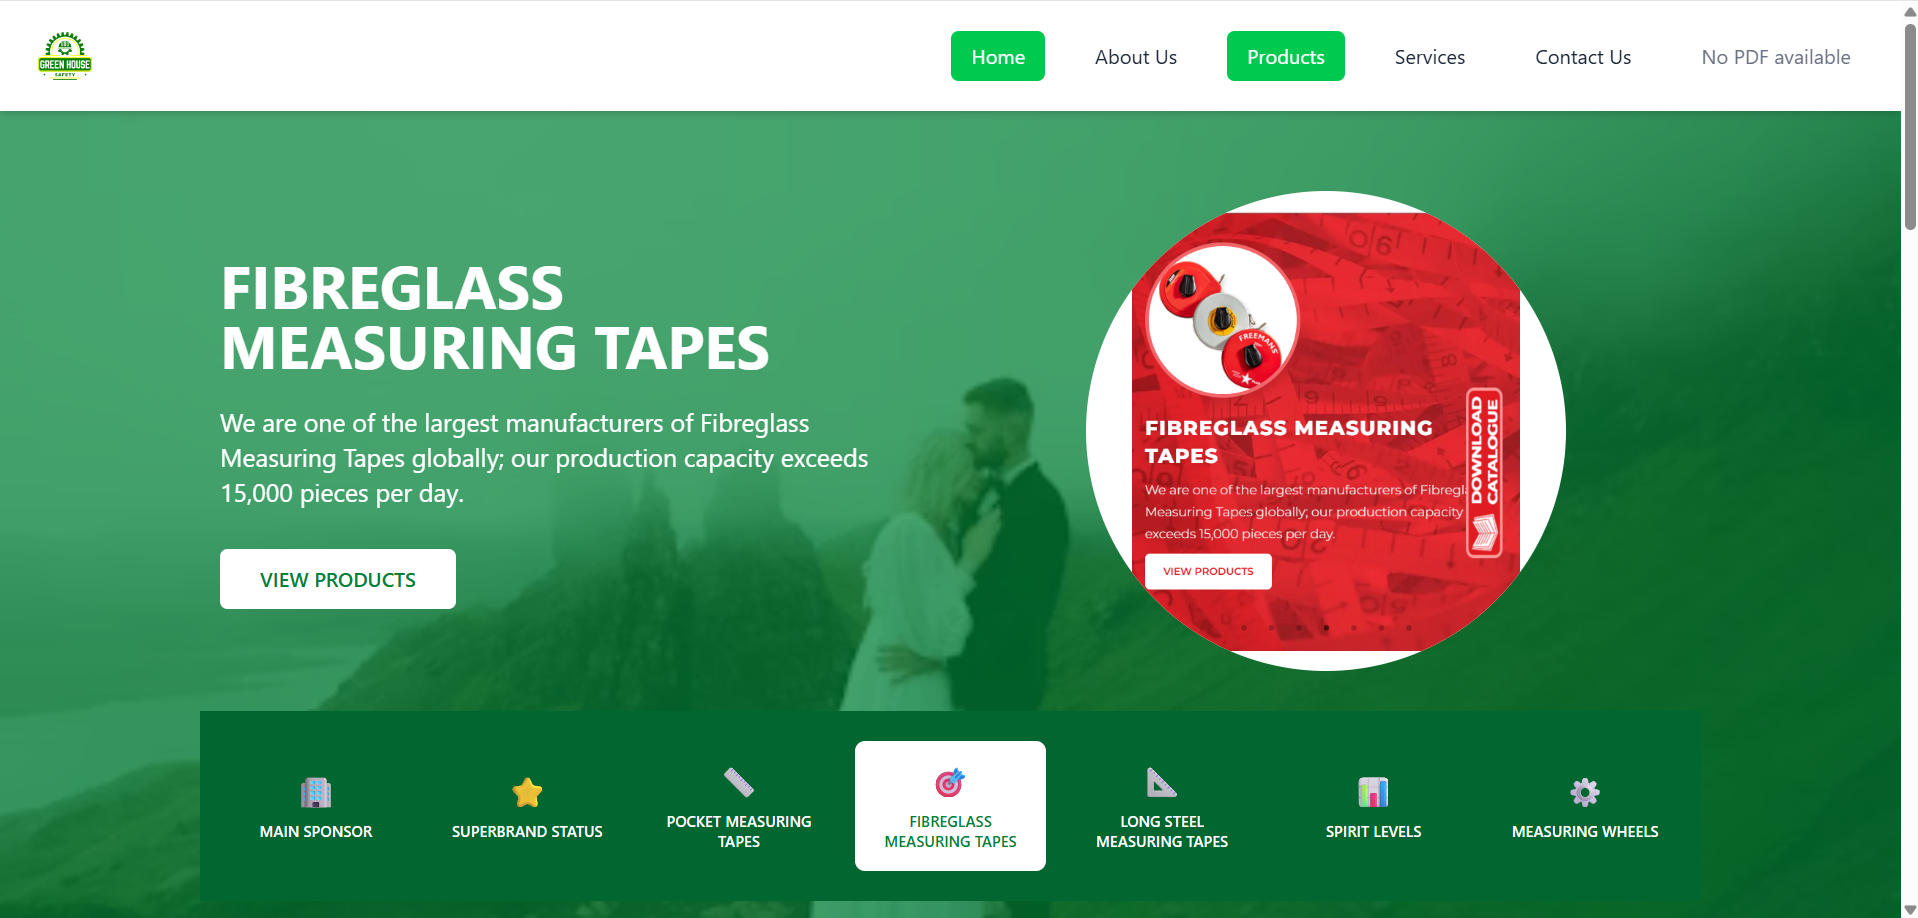 GREEN HOUSE
SAFETY
Home
About Us
Products
Services
Contact Us
No PDF available
FIBREGLASS
MEASURING TAPES
We are one of the largest manufacturers of Fibreglass
Measuring Tapes globally; our production capacity exceeds
15,000 pieces per day.
VIEW PRODUCTS
FREEMANS
FIBREGLASS MEASURING
TAPES
We are one of the largest manufacturers of Fibregl
Measuring Tapes globally; our production capacity
exceeds 15,000 pieces per day.
VIEW PRODUCTS
DOWNLOAD
CATALOGUE
MAIN SPONSOR
SUPERBRAND STATUS
POCKET MEASURING
TAPES
FIBREGLASS
MEASURING TAPES
LONG STEEL
MEASURING TAPES
SPIRIT LEVELS
MEASURING WHEELS